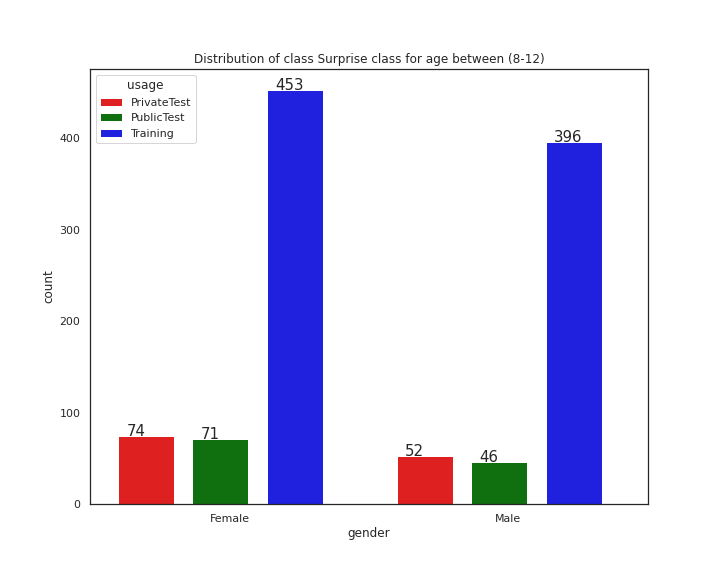 Distribution of class Surprise class for age between (8-12)
usage
PrivateTest
PublicTest
Training
453
396
74
71
52
46
400
300
200
100
0
count
Female
Male
gender